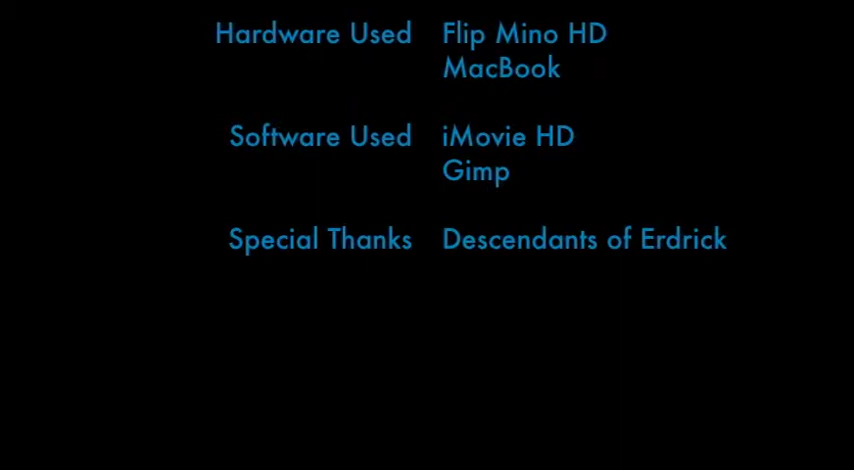 Hardware Used Flip Mino HD
MacBook
Software Used iMovie HD
Gimp
Special Thanks Descendants of Erdrick